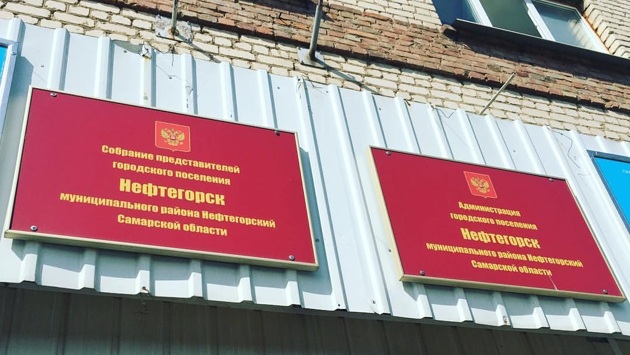 Собрание представителей
городского поселения
Нефтегорск
муниципального района Нефтегорский
Самарской области
Администрация
городского поселения
Нефтегорск
муниципального района Нефтегорский
Самарской области